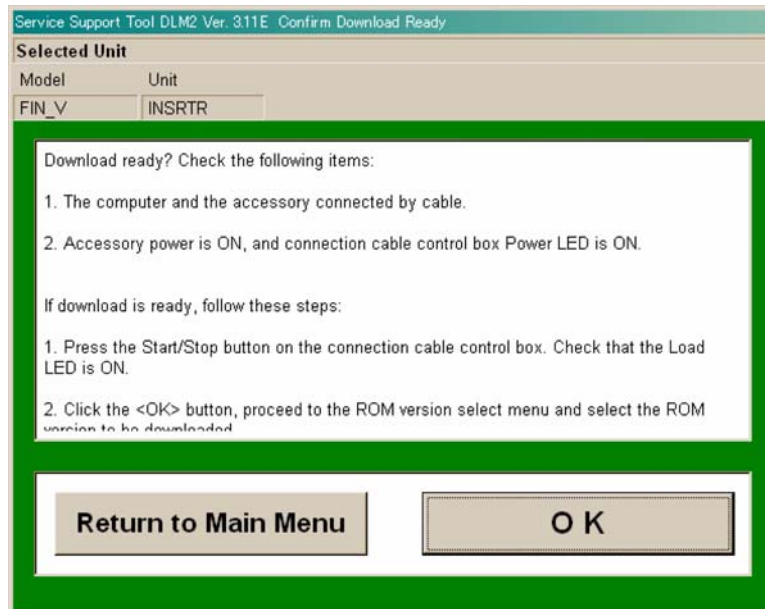 Service Support Tool DLM2 Ver. 3.11E Confirm Download Ready
Selected Unit
Model Unit
FIN_V INSRTR
Download ready? Check the following items:
1. The computer and the accessory connected by cable.
2. Accessory power is ON, and connection cable control box Power LED is ON.
If download is ready, follow these steps:
1. Press the Start/Stop button on the connection cable control box. Check that the Load
LED is ON.
2. Click the <OK> button, proceed to the ROM version select menu and select the ROM
version to be downloaded
Return to Main Menu
O K